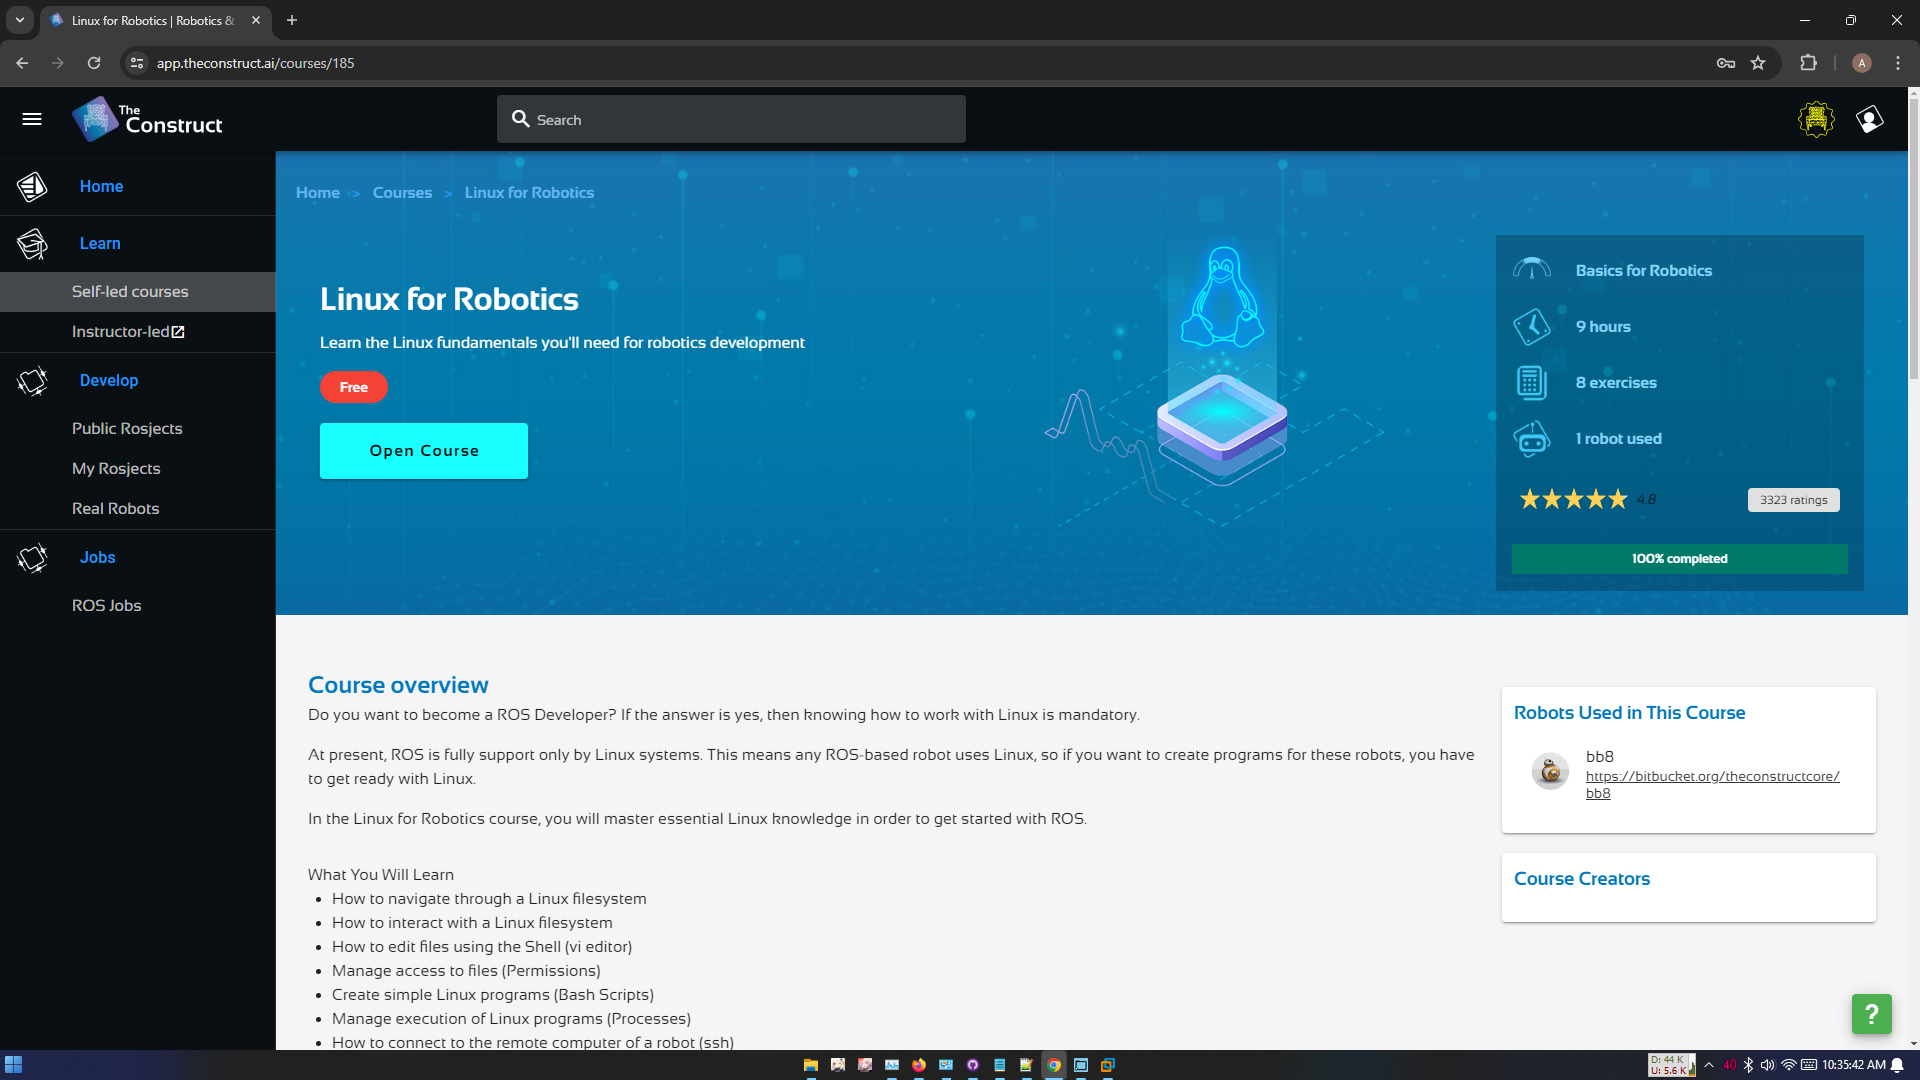 Linux for Robotics | Robotics &
app.theconstruct.ai/courses/185
A
The
Construct
Search
Home
Learn
Self-led courses
Instructor-led
Develop
Public Rosjects
My Rosjects
Real Robots
Jobs
ROS Jobs
Home > Courses > Linux for Robotics
Linux for Robotics
Learn the Linux fundamentals you'll need for robotics development
Free
Open Course
Basics for Robotics
9 hours
8 exercises
1 robot used
4.8
3323 ratings
100% completed
Course overview
Do you want to become a ROS Developer? If the answer is yes, then knowing how to work with Linux is mandatory.
At present, ROS is fully support only by Linux systems. This means any ROS-based robot uses Linux, so if you want to create programs for these robots, you have
to get ready with Linux.
In the Linux for Robotics course, you will master essential Linux knowledge in order to get started with ROS.
What You Will Learn
• How to navigate through a Linux filesystem
• How to interact with a Linux filesystem
• How to edit files using the Shell (vi editor)
• Manage access to files (Permissions)
• Create simple Linux programs (Bash Scripts)
• Manage execution of Linux programs (Processes)
• How to connect to the remote computer of a robot (ssh)
Robots Used in This Course
bb8
https://bitbucket.org/theconstructcore/
bb8
Course Creators
?
D: 44 K
U: 5.6 K
40
10:35:42 AM